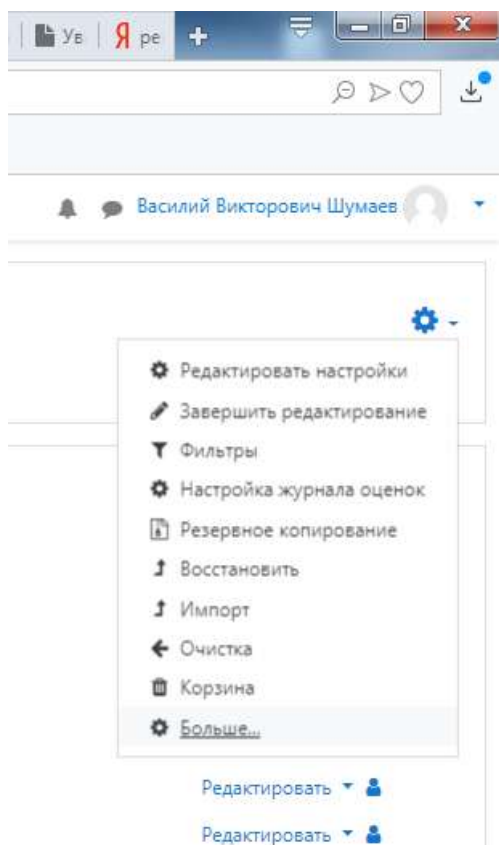 Ув
Я ре
Василий Викторович Шумаев
Редактировать настройки
Завершить редактирование
Фильтры
Настройка журнала оценок
Резервное копирование
Восстановить
Импорт
Очистка
Корзина
Больше...
Редактировать
Редактировать